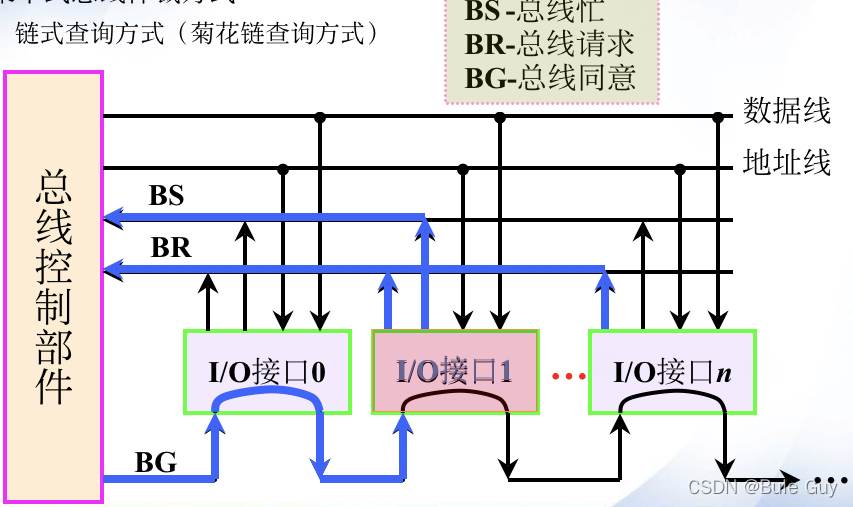 链式查询方式（菊花链查询方式）
BS -总线忙
BR-总线请求
BG-总线同意
数据线
地址线
BS
BR
总线控制部件
I/O接口0
I/O接口1
…
I/O接口n
BG
…
CSDN @Bule Guy